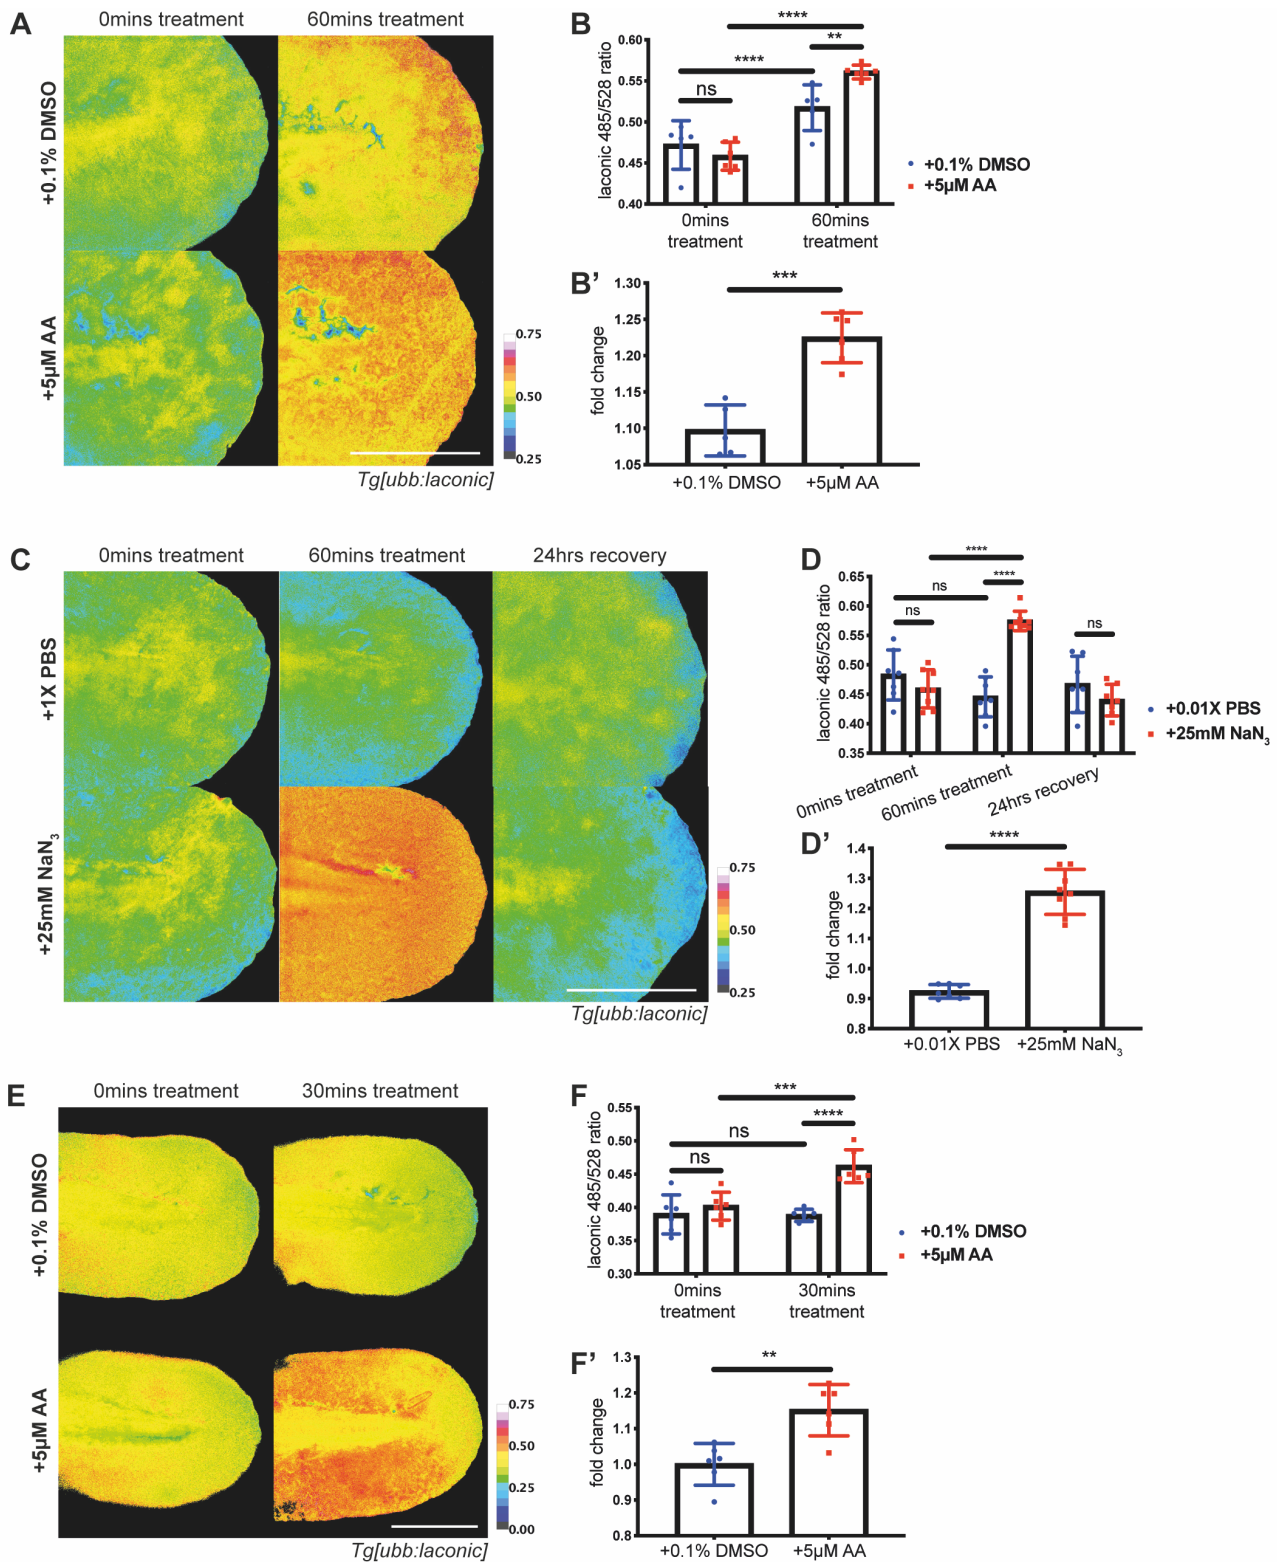 A
0mins treatment
60mins treatment
+0.1% DMSO
+5µM AA
0.75
0.50
0.25
Tg[ubb:laconic]
B
laconic 485/528 ratio
0.60
0.55
0.50
0.45
0.40
****
**
****
ns
0mins
treatment
60mins
treatment
+0.1% DMSO
+5µM AA
B'
fold change
1.30
1.25
1.20
1.15
1.10
1.05
***
+0.1% DMSO
+5µM AA
C
0mins treatment
60mins treatment
24hrs recovery
+1X PBS
+25mM NaN3
0.75
0.50
0.25
Tg[ubb:laconic]
D
laconic 485/528 ratio
0.65
0.60
0.55
0.50
0.45
0.40
0.35
****
ns
****
ns
ns
0mins treatment
60mins treatment
24hrs recovery
+0.01X PBS
+25mM NaN3
D'
fold change
1.4
1.3
1.2
1.1
1.0
0.9
0.8
****
+0.01X PBS
+25mM NaN3
E
0mins treatment
30mins treatment
+0.1% DMSO
+5µM AA
0.75
0.50
0.25
0.00
Tg[ubb:laconic]
F
laconic 485/528 ratio
0.55
0.50
0.45
0.40
0.35
0.30
***
****
ns
ns
0mins
treatment
30mins
treatment
+0.1% DMSO
+5µM AA
F'
fold change
1.3
1.2
1.1
1.0
0.9
0.8
**
+0.1% DMSO
+5µM AA